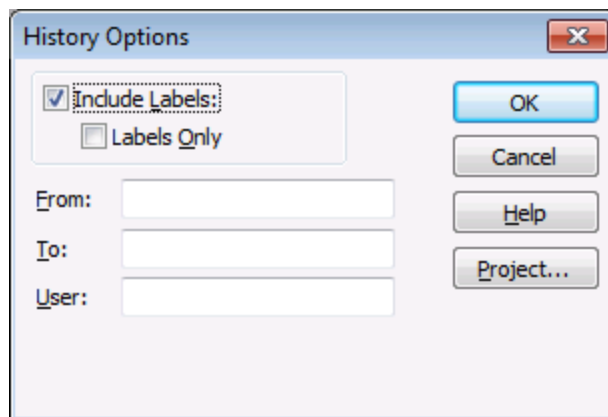 History Options
Include Labels:
Labels Only
From:
To:
User:
OK
Cancel
Help
Project...